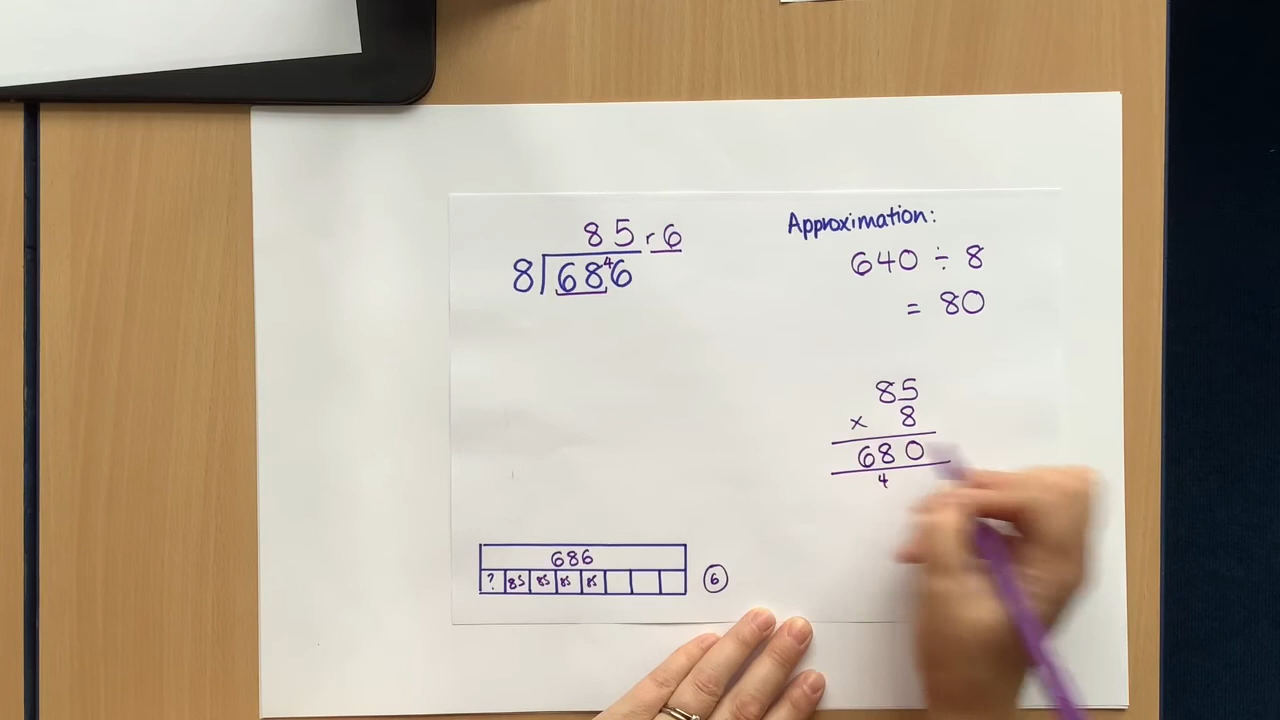 85 r 6
8)68⁴6
Approximation:
640 ÷ 8
= 80
85
× 8
680
4
686
? 85 85 85 85
6